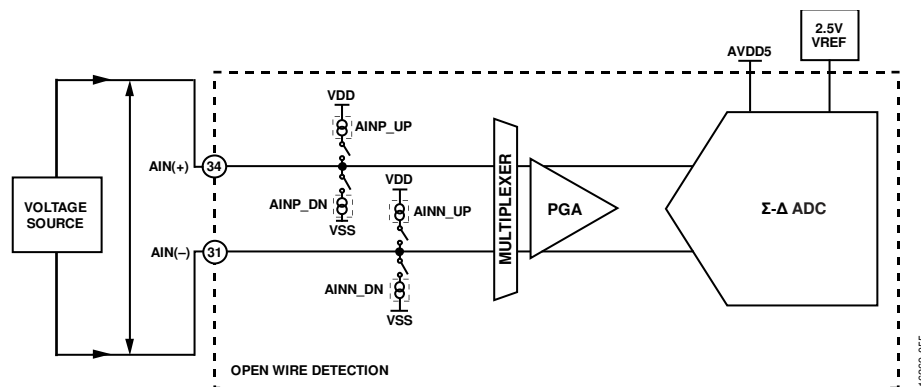 2.5V
VREF
AVDD5
VDD
AINP_UP
AIN(+)
34
VDD
AINP_DN
VSS
AINN_UP
MULTIPLEXER
PGA
Σ-Δ ADC
VOLTAGE
SOURCE
AIN(–)
31
AINN_DN
VSS
OPEN WIRE DETECTION